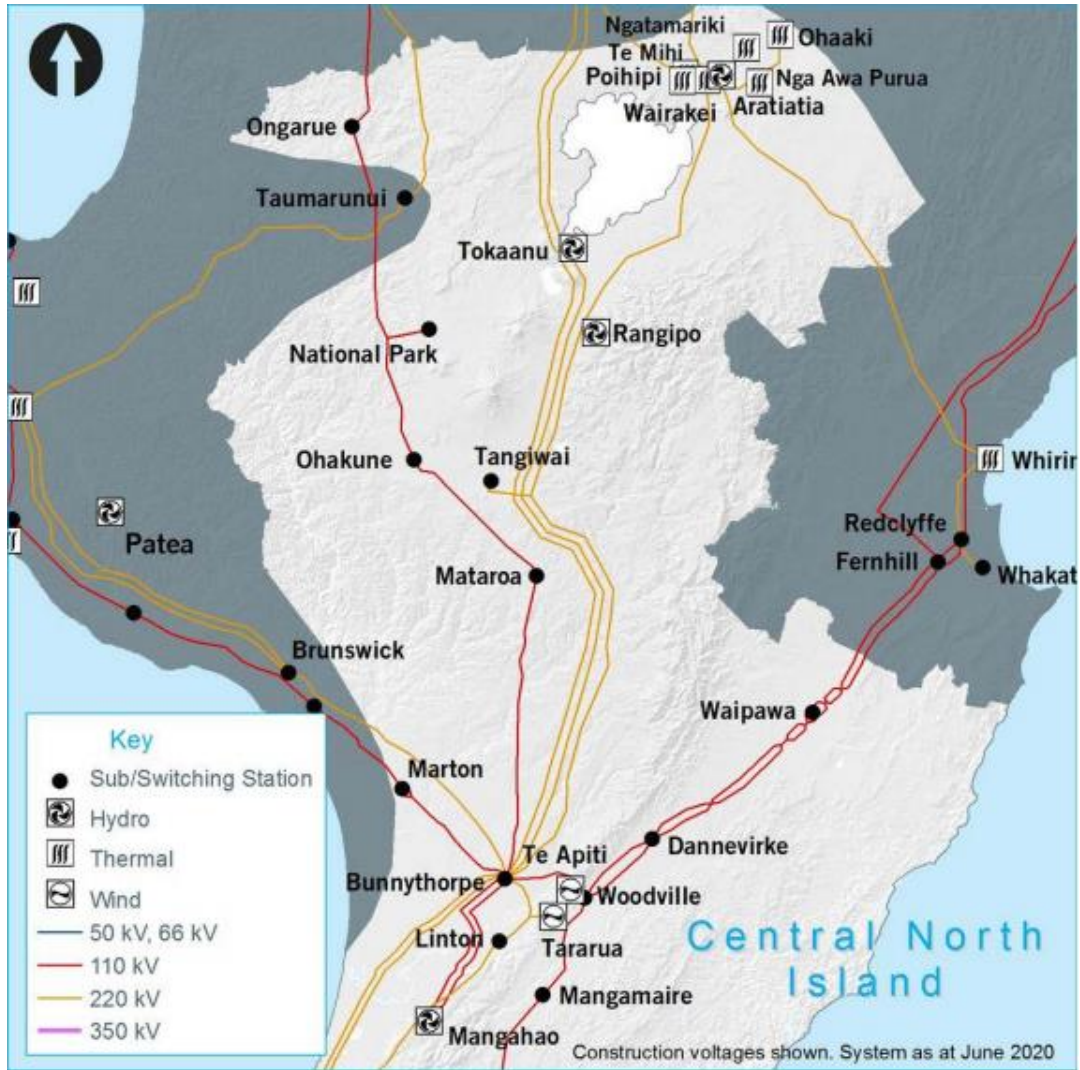 Ngatamariki
Ohaaki
Te Mihi
Poihipi
Nga Awa Purua
Wairakei
Aratiatia
Ongarue
Taumarunui
Tokaanu
Rangipo
National Park
Ohakune
Tangiwai
Whirir
Redclyffe
Patea
Fernhill
Whakat
Mataroa
Brunswick
Waipawa
Key
Sub/Switching Station
Hydro
Thermal
Wind
50 kV, 66 kV
110 kV
220 kV
350 kV
Marton
Te Apiti
Dannevirke
Bunnythorpe
Woodville
Linton
Tararua
Central North
Island
Mangamaire
Mangahao
Construction voltages shown. System as at June 2020